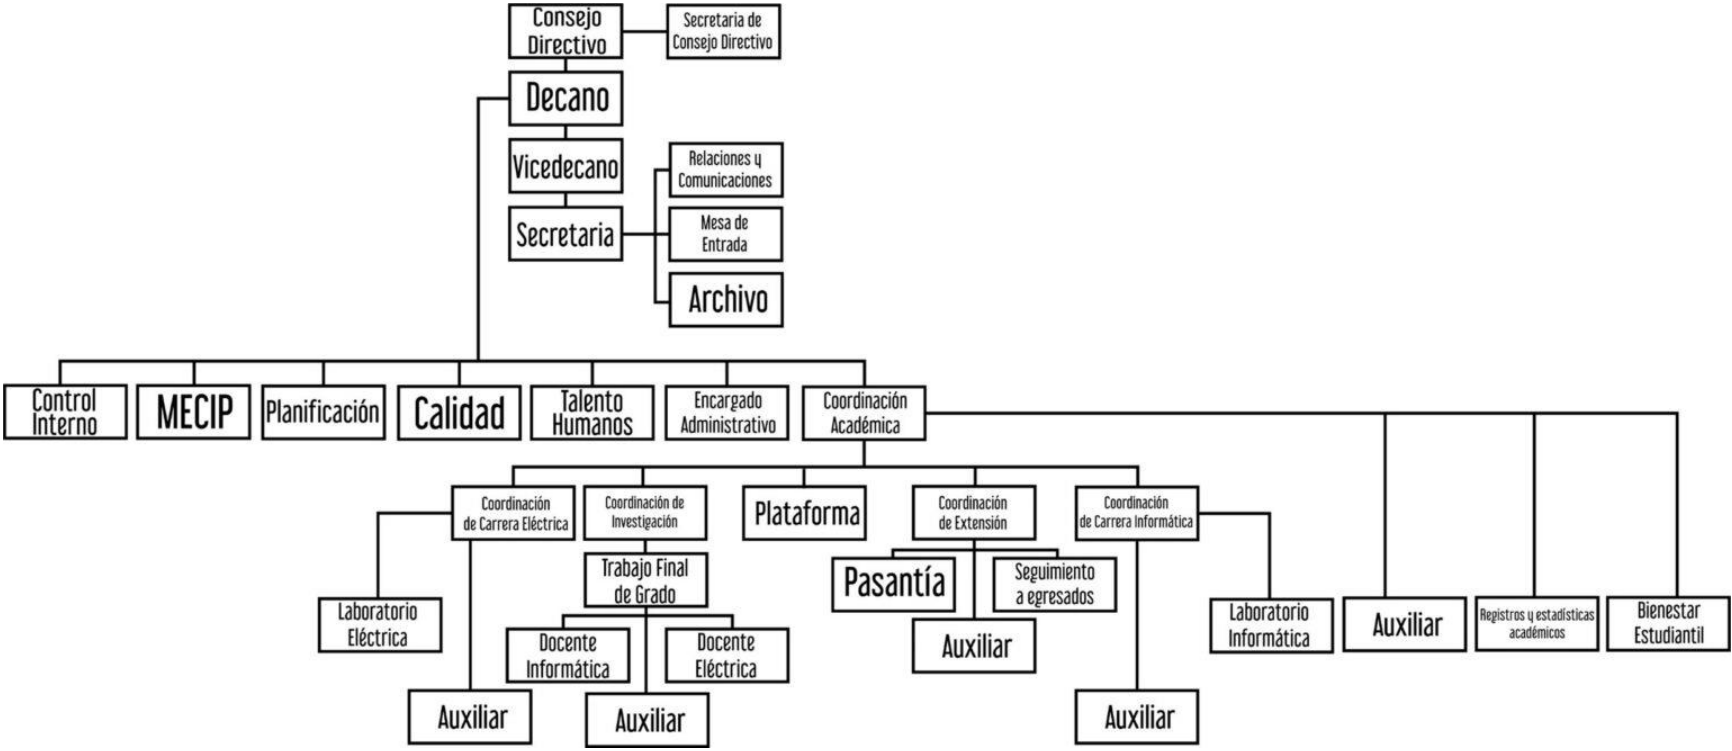 Consejo
Directivo
Secretaria de
Consejo Directivo
Decano
Vicedecano
Relaciones y
Comunicaciones
Secretaria
Mesa de
Entrada
Archivo
Control
Interno
MECIP
Planificación
Calidad
Talento
Humanos
Encargado
Administrativo
Coordinación
Académica
Coordinación
de Carrera Eléctrica
Coordinación de
Investigación
Plataforma
Coordinación
de Extensión
Coordinación
de Carrera Informática
Trabajo Final
de Grado
Pasantía
Seguimiento
a egresados
Laboratorio
Eléctrica
Docente
Informática
Docente
Eléctrica
Auxiliar
Laboratorio
Informática
Auxiliar
Registros y estadísticas
académicos
Bienestar
Estudiantil
Auxiliar
Auxiliar
Auxiliar